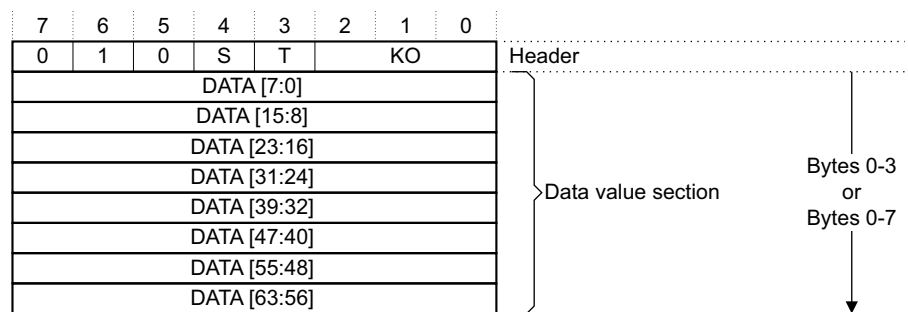 7 6 5 4 3 2 1 0
0 1 0 S T KO Header
DATA [7:0]
DATA [15:8]
DATA [23:16]
DATA [31:24]
DATA [39:32]
DATA [47:40]
DATA [55:48]
DATA [63:56]
Data value section
Bytes 0-3
or
Bytes 0-7